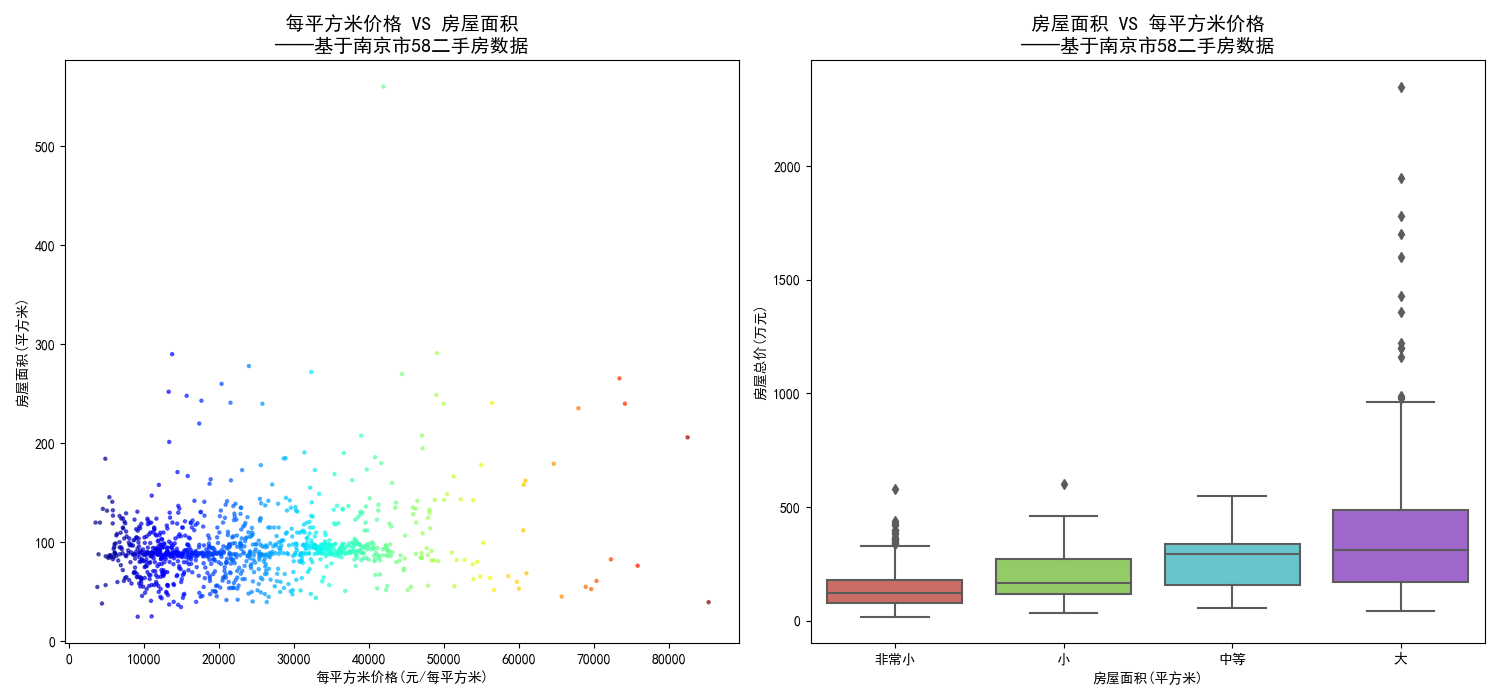 每平方米价格 VS 房屋面积
——基于南京市58二手房数据
房屋面积(平方米)
500
400
300
200
100
0
0 10000 20000 30000 40000 50000 60000 70000 80000
每平方米价格(元/每平方米)
房屋面积 VS 每平方米价格
——基于南京市58二手房数据
房屋总价(万元)
2000
1500
1000
500
0
非常小 小 中等 大
房屋面积(平方米)